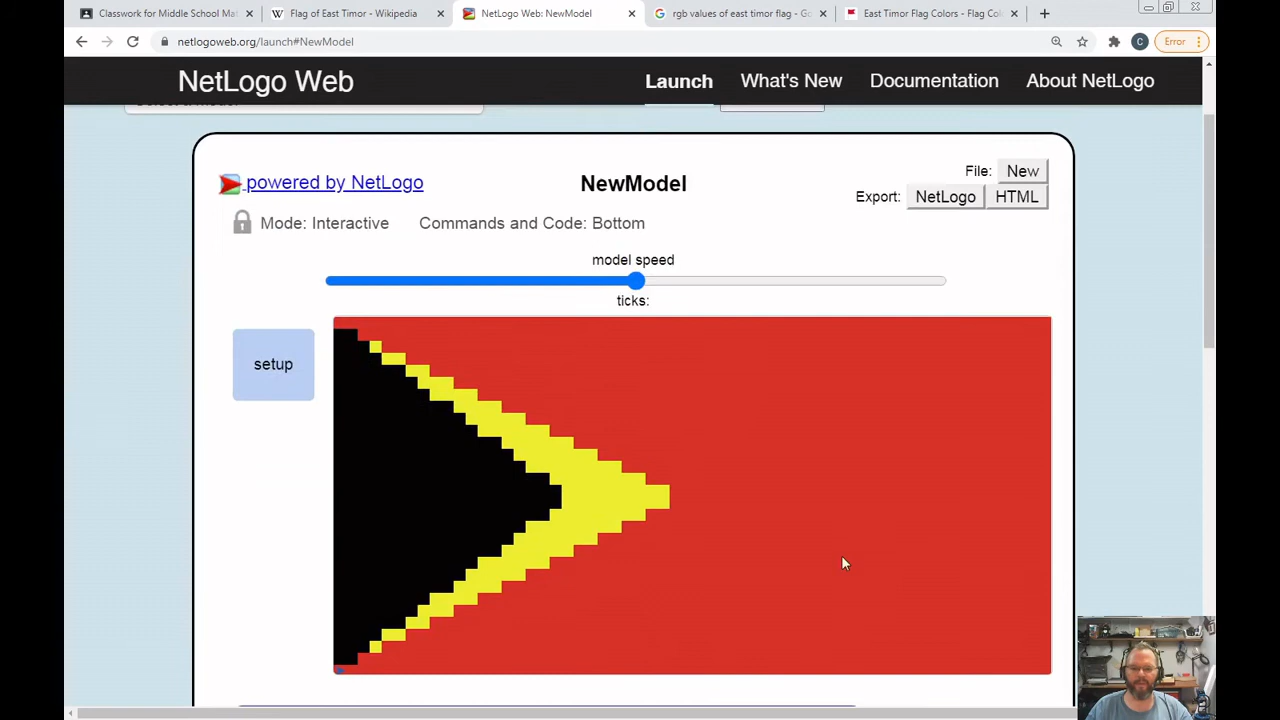 Classwork for Middle School Mat
Flag of East Timor - Wikipedia
NetLogo Web: NewModel
rgb values of east timor flag - Go
East Timor Flag Colors - Flag Col
netlogoweb.org/launch#NewModel
C
Error
NetLogo Web
Launch
What's New
Documentation
About NetLogo
powered by NetLogo
NewModel
File: New
Export: NetLogo HTML
Mode: Interactive
Commands and Code: Bottom
model speed
ticks:
setup